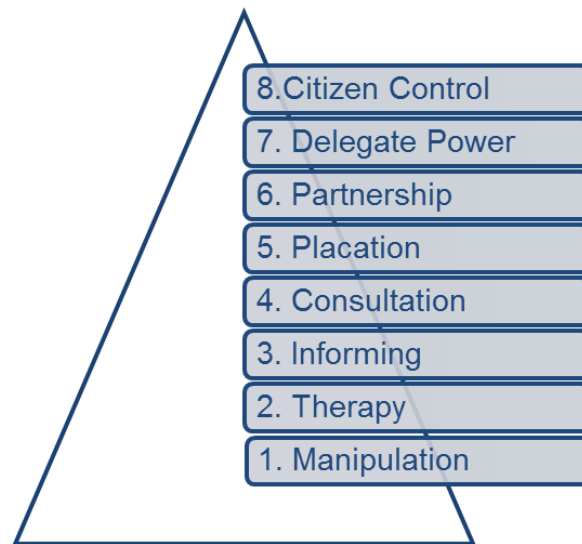 8.Citizen Control
7. Delegate Power
6. Partnership
5. Placation
4. Consultation
3. Informing
2. Therapy
1. Manipulation